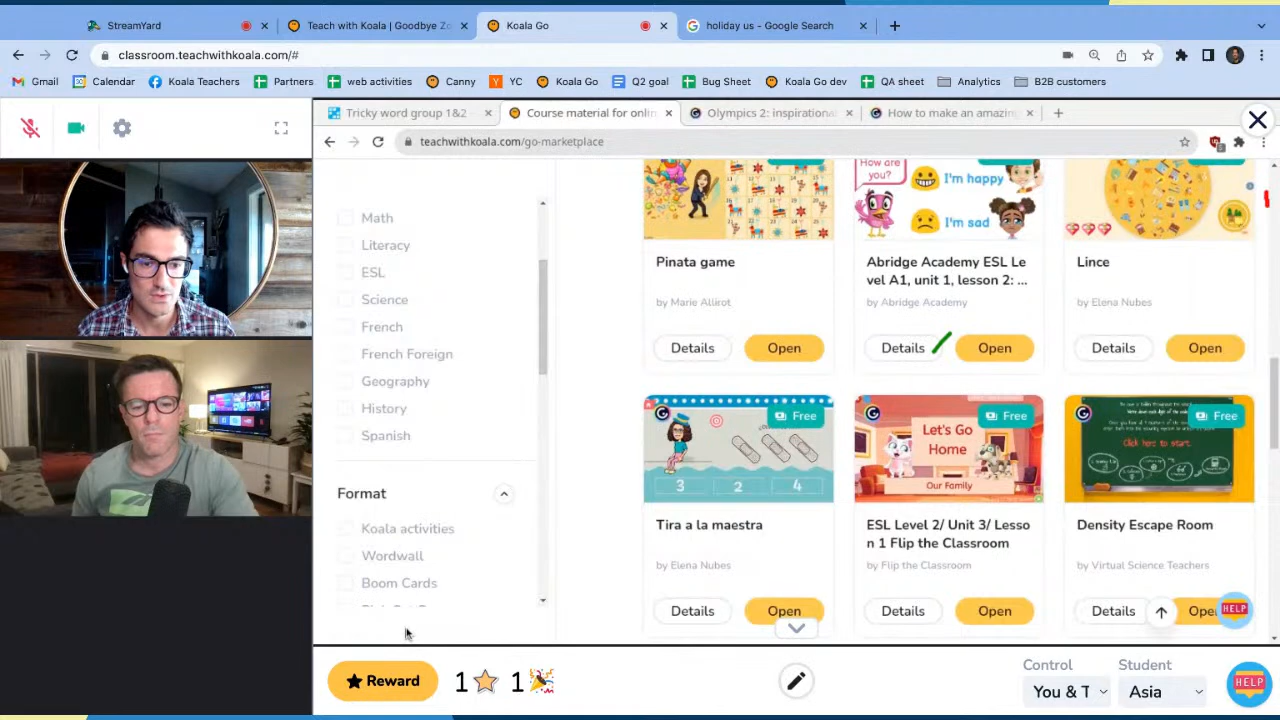 StreamYard
Teach with Koala | Goodbye Zo
Koala Go
holiday us - Google Search
classroom.teachwithkoala.com/#
Gmail
Calendar
Koala Teachers
Partners
web activities
Canny
YC
Koala Go
Q2 goal
Bug Sheet
Koala Go dev
QA sheet
Analytics
B2B customers
Tricky word group 1&2
Course material for onlin
Olympics 2: inspirational
How to make an amazing
teachwithkoala.com/go-marketplace
Math
Literacy
ESL
Science
French
French Foreign
Geography
History
Spanish
Format
Koala activities
Wordwall
Boom Cards
How are
you?
I'm happy
I'm sad
Pinata game
by Marie Allirot
Details
Open
Abridge Academy ESL Le
vel A1, unit 1, lesson 2: ...
by Abridge Academy
Details
Open
Lince
by Elena Nubes
Details
Open
Free
3 2 4
Tira a la maestra
by Elena Nubes
Details
Open
Free
Let's Go
Home
Our Family
ESL Level 2/ Unit 3/ Lesso
n 1 Flip the Classroom
by Flip the Classroom
Details
Open
Free
Click here to start.
Density Escape Room
by Virtual Science Teachers
Details
Ope
HELP
Reward
1 1
Control
You & T
Student
Asia
HELP